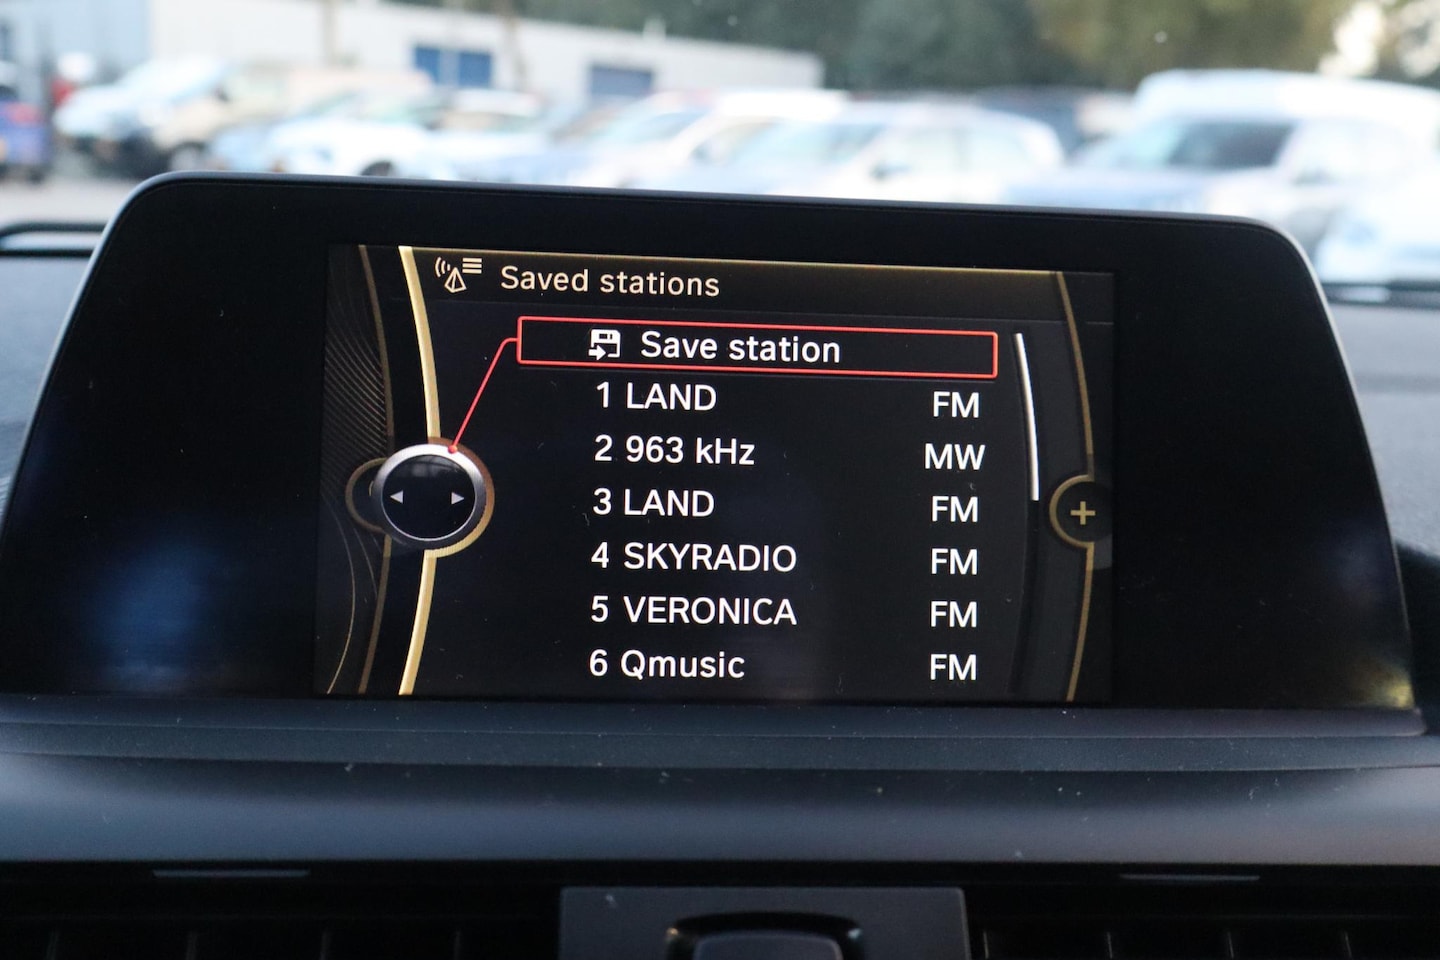 Saved stations
Save station
1 LAND FM
2 963 kHz MW
3 LAND FM
4 SKYRADIO FM
5 VERONICA FM
6 Qmusic FM
+